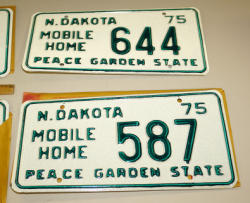 N.DAKOTA 75
MOBILE HOME 644
PEACE GARDEN STATE
N.DAKOTA 75
MOBILE HOME 587
PEACE GARDEN STATE